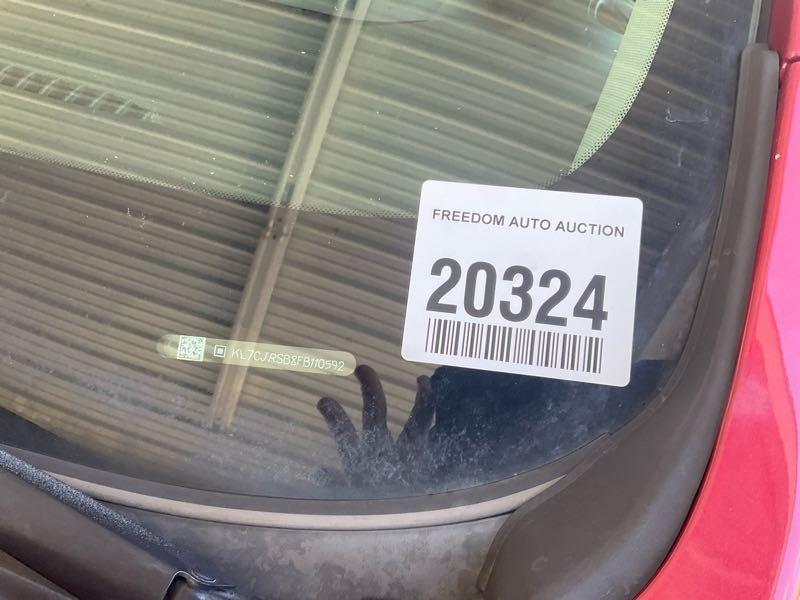 FREEDOM AUTO AUCTION
20324
KL7CJRSB8FB110592